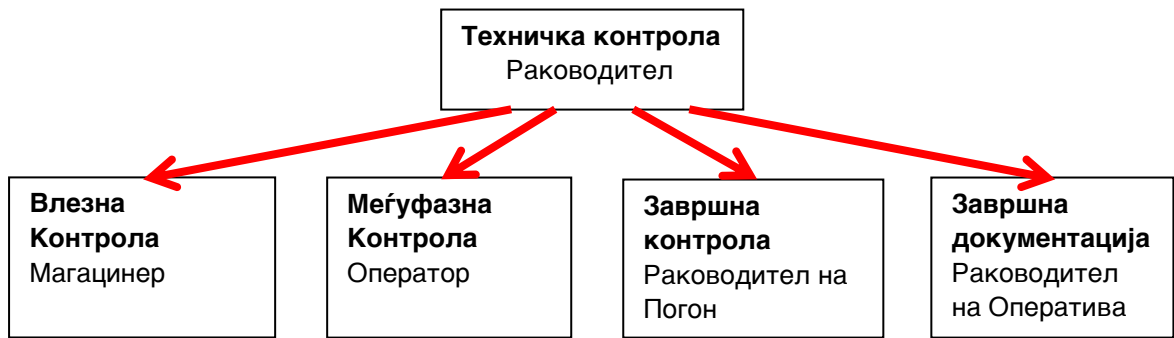 Техничка контрола
Раководител
Влезна
Контрола
Магацинер
Меѓуфазна
Контрола
Оператор
Завршна
контрола
Раководител на
Погон
Завршна
документација
Раководител
на Оператива